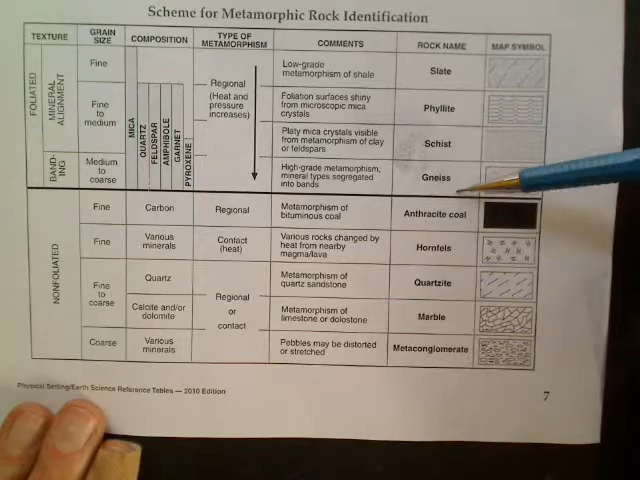 Scheme for Metamorphic Rock Identification
TEXTURE GRAIN SIZE COMPOSITION TYPE OF METAMORPHISM COMMENTS ROCK NAME MAP SYMBOL
FOLIATED
MINERAL ALIGNMENT
BAND-ING
Fine
Fine to medium
Medium to coarse
MICA
QUARTZ
FELDSPAR
AMPHIBOLE
GARNET
PYROXENE
Regional
(Heat and pressure increases)
Low-grade
metamorphism of shale
Slate
Foliation surfaces shiny
from microscopic mica
crystals
Phyllite
Platy mica crystals visible
from metamorphism of clay
or feldspars
Schist
High-grade metamorphism;
mineral types segregated
into bands
Gneiss
NONFOLIATED
Fine
Carbon
Regional
Metamorphism of
bituminous coal
Anthracite coal
Fine
Various
minerals
Contact
(heat)
Various rocks changed by
heat from nearby
magma/lava
Hornfels
Fine
to
coarse
Quartz
Regional
or
contact
Metamorphism of
quartz sandstone
Quartzite
Calcite and/or
dolomite
Metamorphism of
limestone or dolostone
Marble
Coarse
Various
minerals
Pebbles may be distorted
or stretched
Metaconglomerate
Physical Setting/Earth Science Reference Tables — 2010 Edition
7